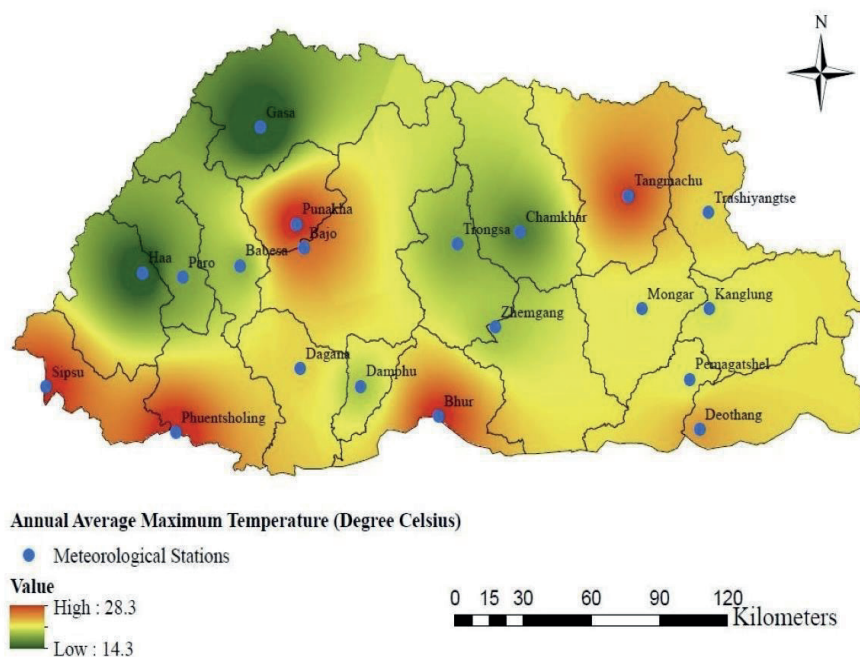 N
Gasa
Tangmachu
Trashiyangtse
Punakha
Chamkhar
Bajo
Trongsa
Babesa
Haa
Paro
Mongar
Kanglung
Zhemgang
Dagana
Pemagatshel
Sipsu
Damphu
Bhur
Phuentsholing
Deothang
Annual Average Maximum Temperature (Degree Celsius)
Meteorological Stations
Value
High : 28.3
Low : 14.3
0 15 30 60 90 120
Kilometers